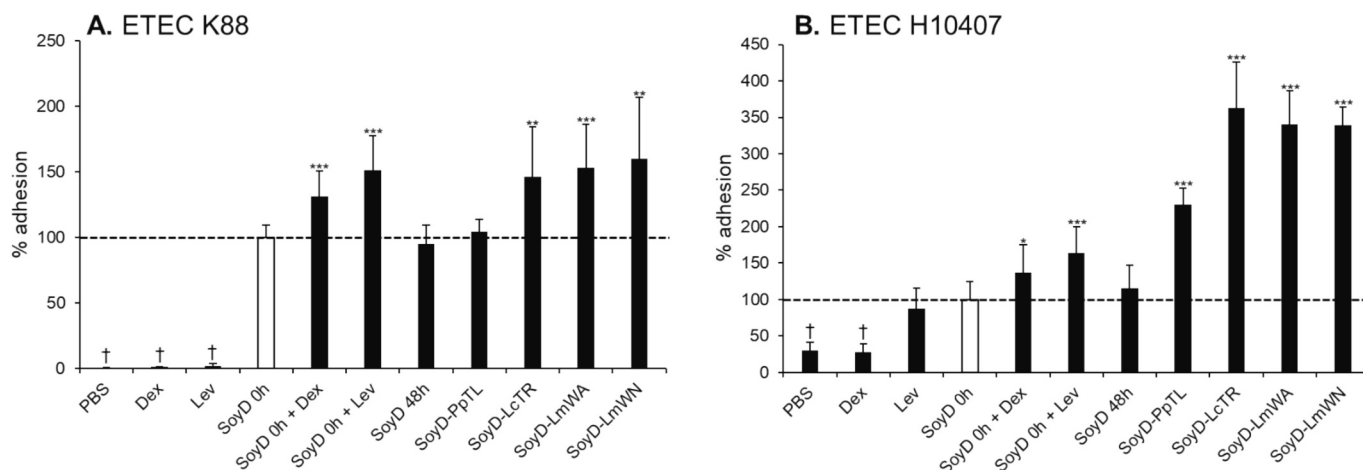 A. ETEC K88
% adhesion
250
200
150
100
50
0
†
†
†
***
***
**
***
**
PBS
Dex
Lev
SoyD 0h
SoyD 0h + Dex
SoyD 0h + Lev
SoyD 48h
SoyD-PpTL
SoyD-LcTR
SoyD-LmWA
SoyD-LmWN
B. ETEC H10407
% adhesion
450
400
350
300
250
200
150
100
50
0
†
†
*
***
***
***
***
***
PBS
Dex
Lev
SoyD 0h
SoyD 0h + Dex
SoyD 0h + Lev
SoyD 48h
SoyD-PpTL
SoyD-LcTR
SoyD-LmWA
SoyD-LmWN